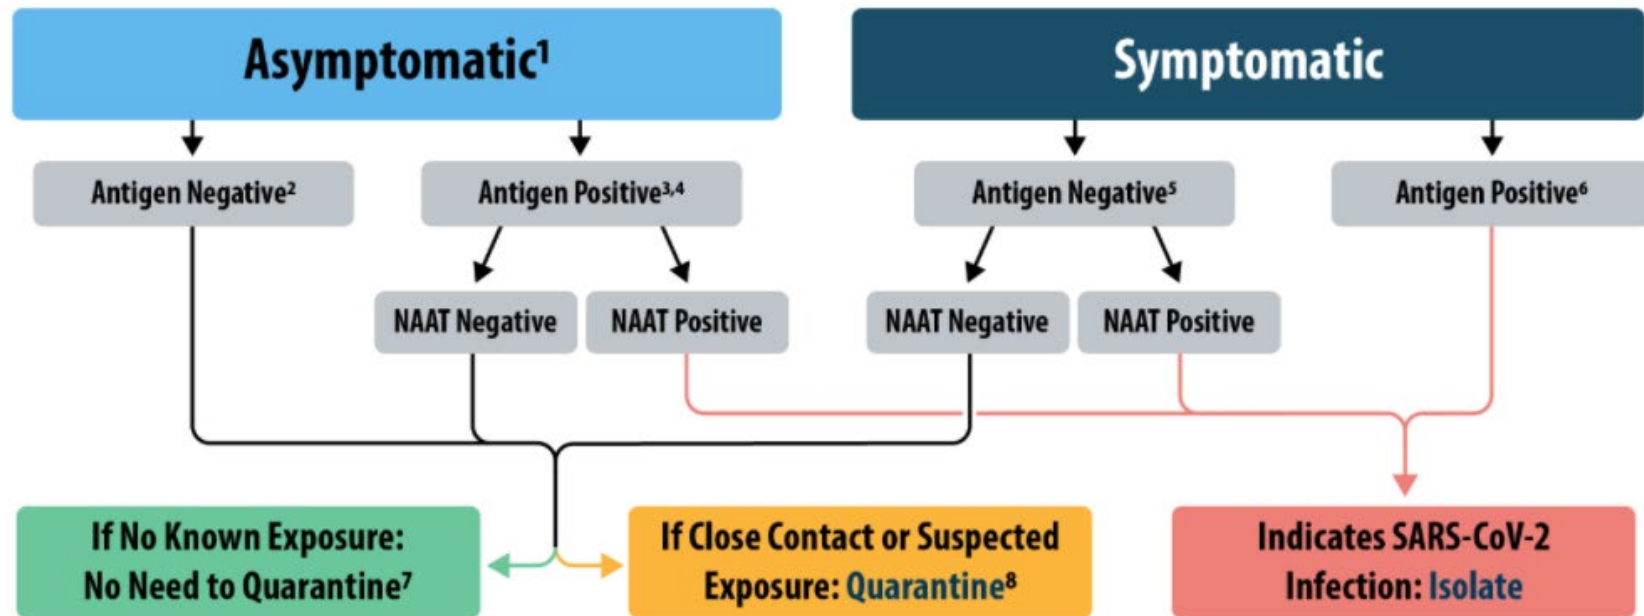 Asymptomatic¹
Symptomatic
Antigen Negative²
Antigen Positive³,⁴
Antigen Negative⁵
Antigen Positive⁶
NAAT Negative
NAAT Positive
NAAT Negative
NAAT Positive
If No Known Exposure:
No Need to Quarantine⁷
If Close Contact or Suspected
Exposure: Quarantine⁸
Indicates SARS-CoV-2
Infection: Isolate